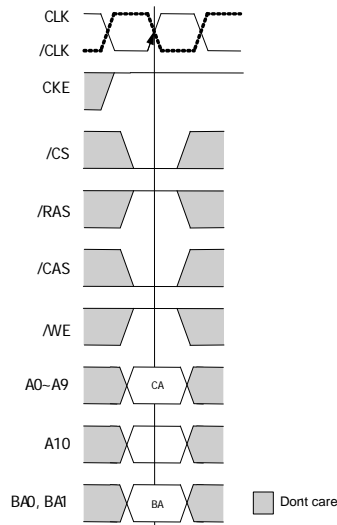 CLK
/CLK
CKE
/CS
/RAS
/CAS
/WE
A0~A9
CA
A10
BA0, BA1
BA
Dont care